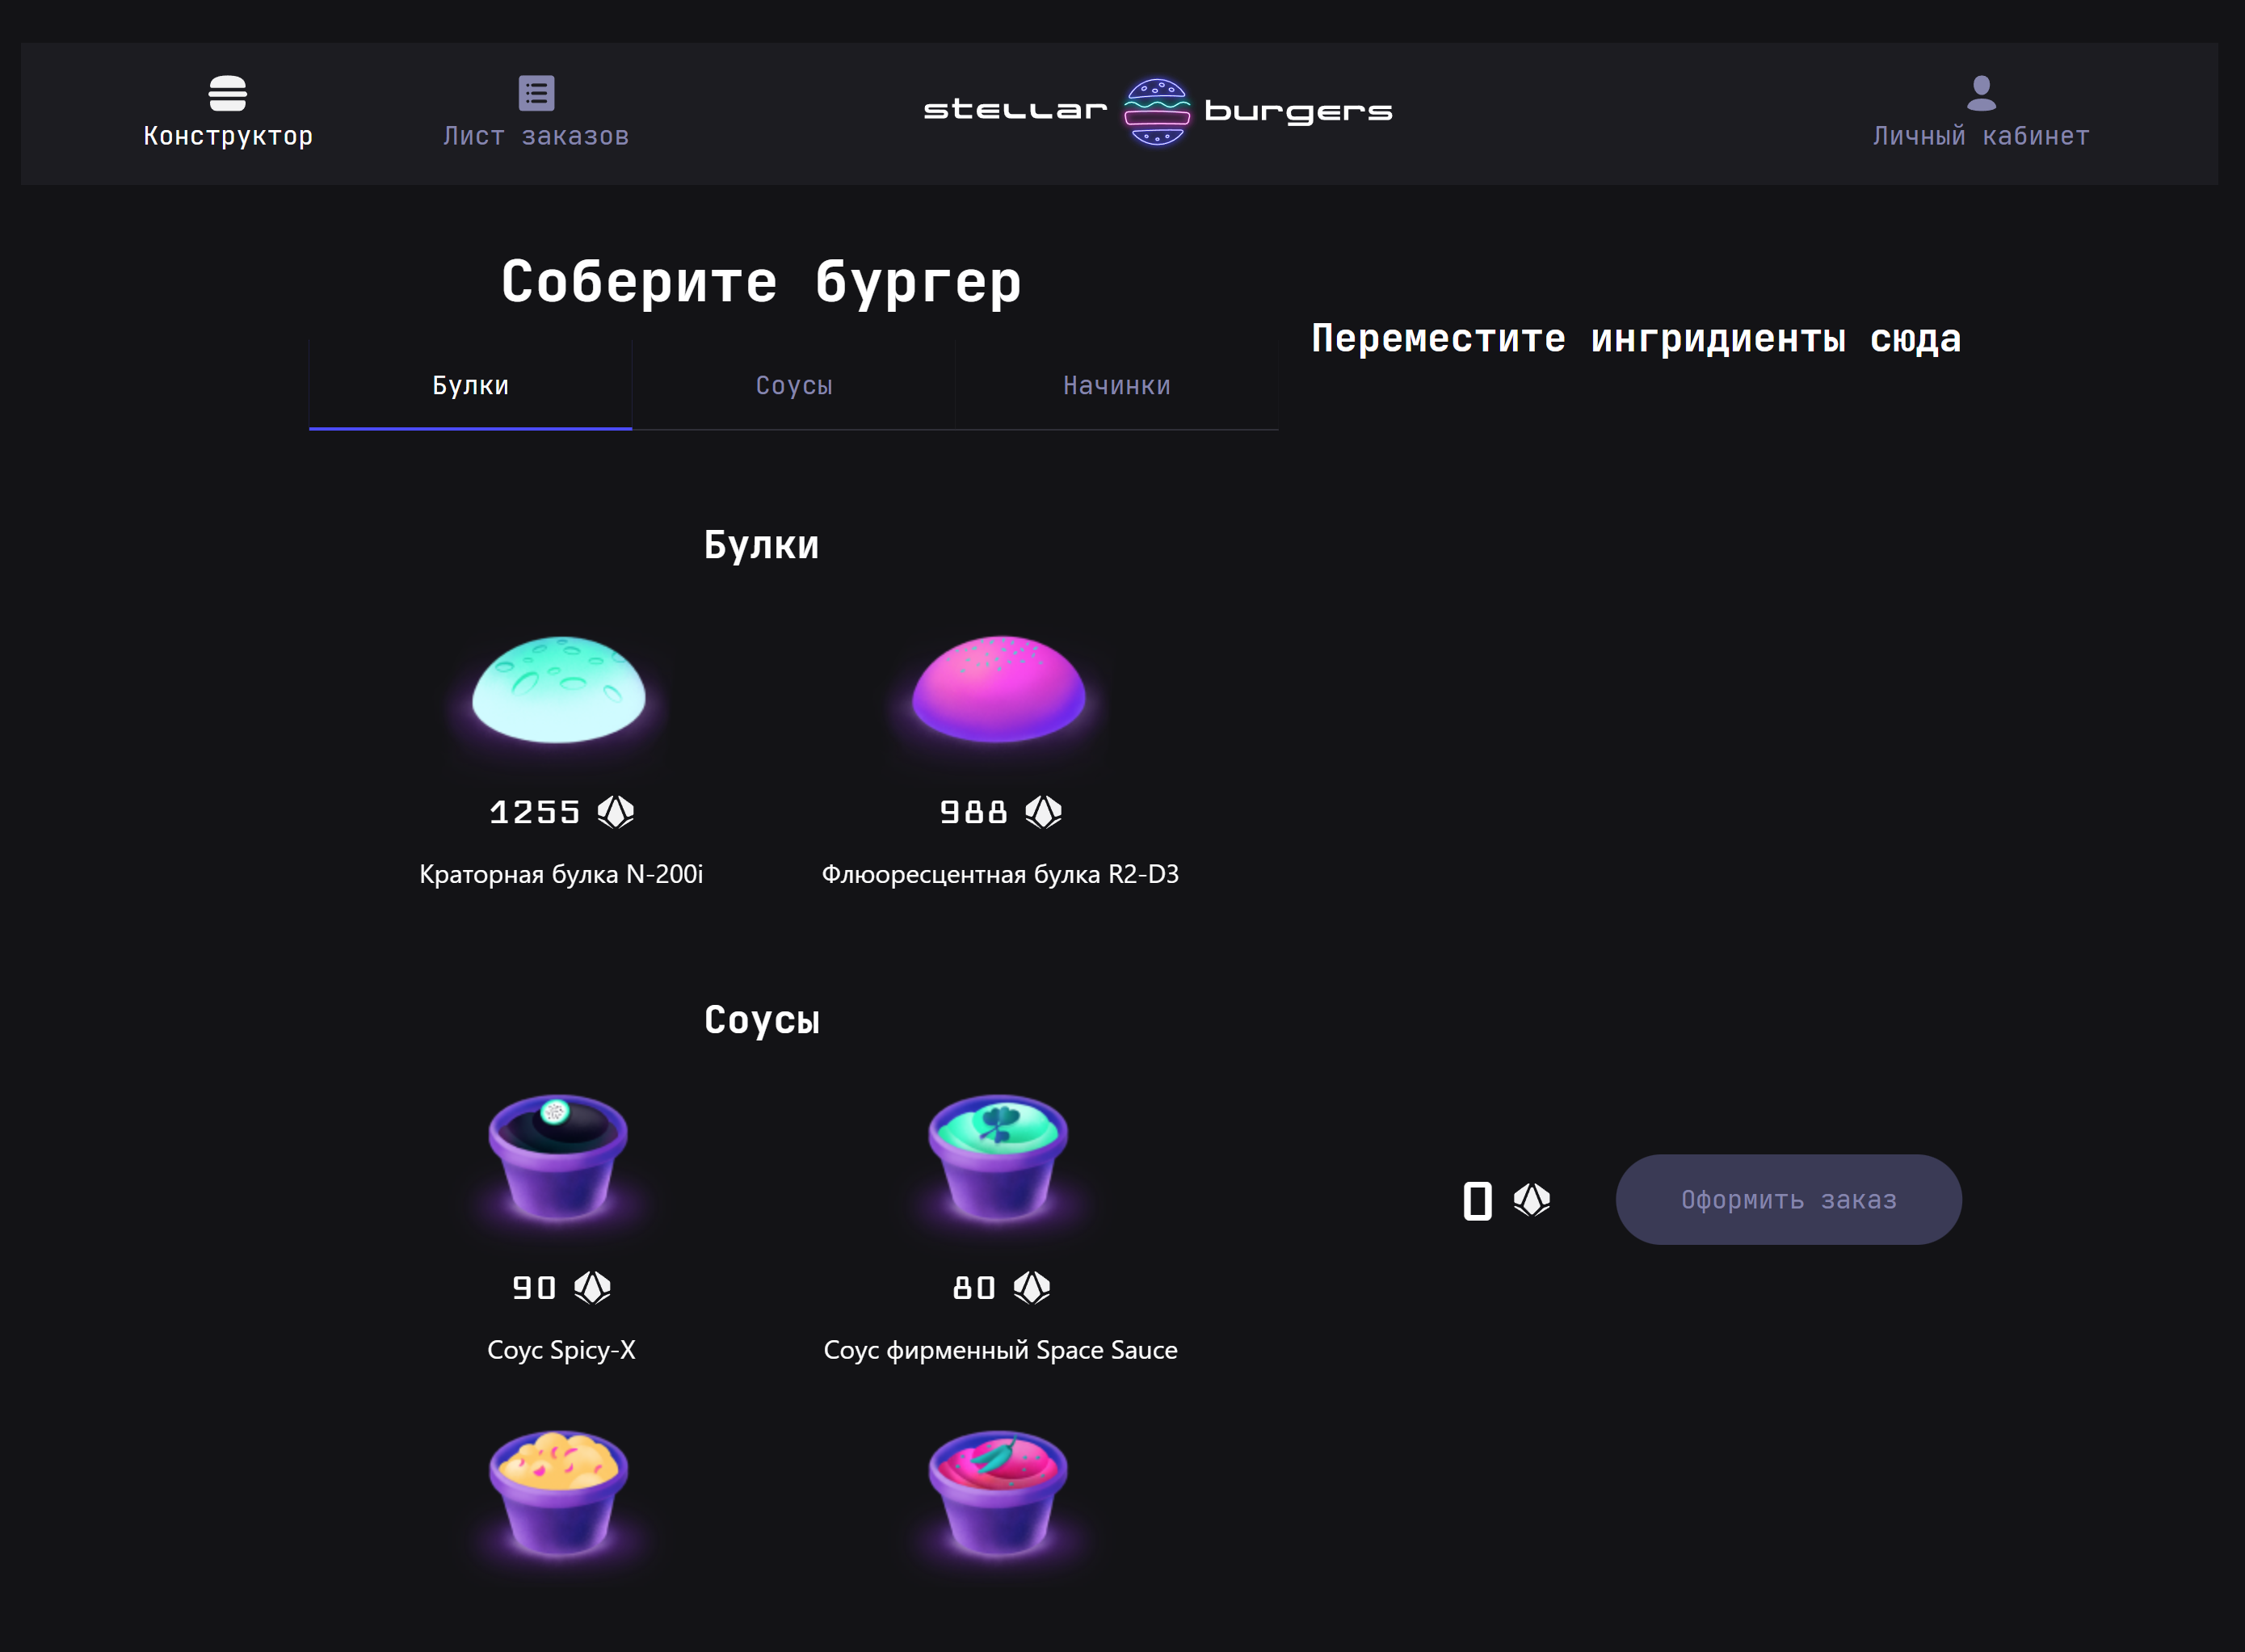 Конструктор
Лист заказов
stellar burgers
Личный кабинет
Соберите бургер
Переместите ингридиенты сюда
Булки
Соусы
Начинки
Булки
1255
988
Краторная булка N-200i
Флюоресцентная булка R2-D3
Соусы
90
80
Соус Spicy-X
Соус фирменный Space Sauce
0
Оформить заказ